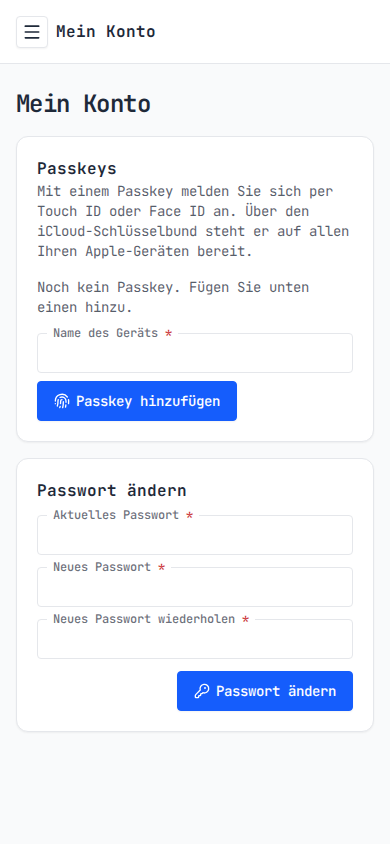 Mein Konto
Mein Konto
Passkeys
Mit einem Passkey melden Sie sich per
Touch ID oder Face ID an. Über den
iCloud-Schlüsselbund steht er auf allen
Ihren Apple-Geräten bereit.
Noch kein Passkey. Fügen Sie unten
einen hinzu.
Name des Geräts *
Passkey hinzufügen
Passwort ändern
Aktuelles Passwort *
Neues Passwort *
Neues Passwort wiederholen *
Passwort ändern